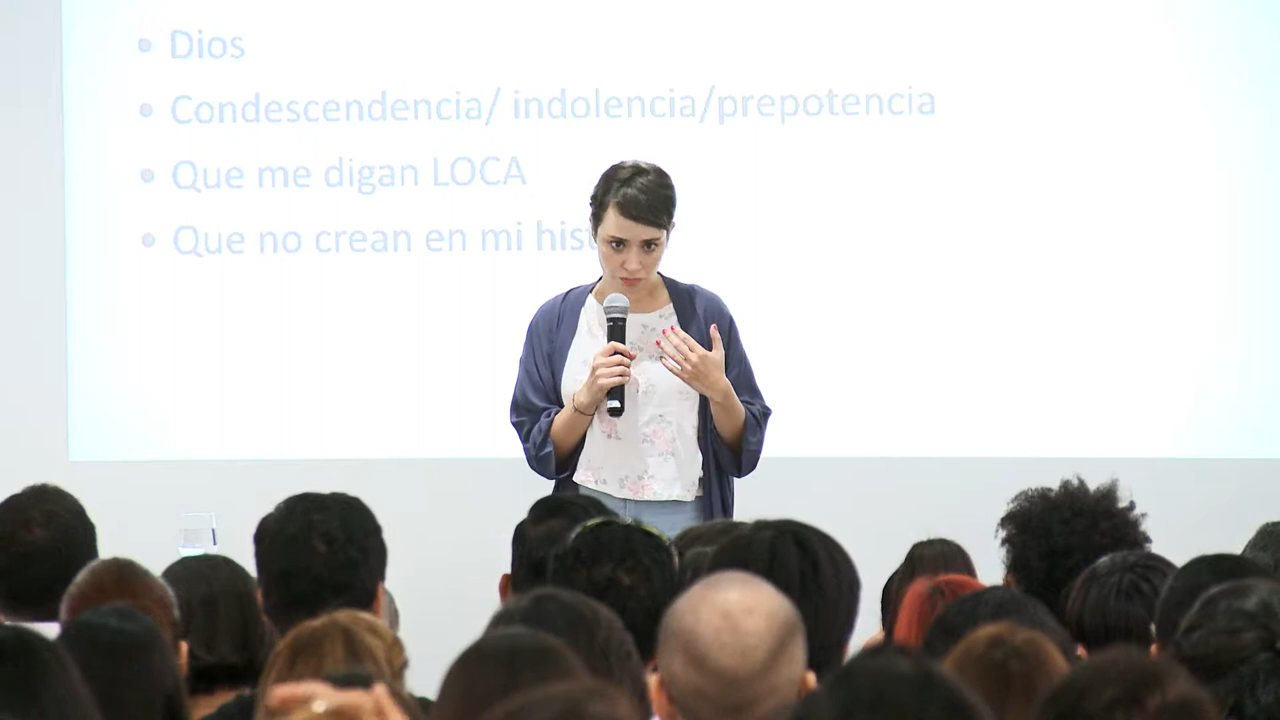 • Dios
• Condescendencia/ indolencia/prepotencia
• Que me digan LOCA
• Que no crean en mi